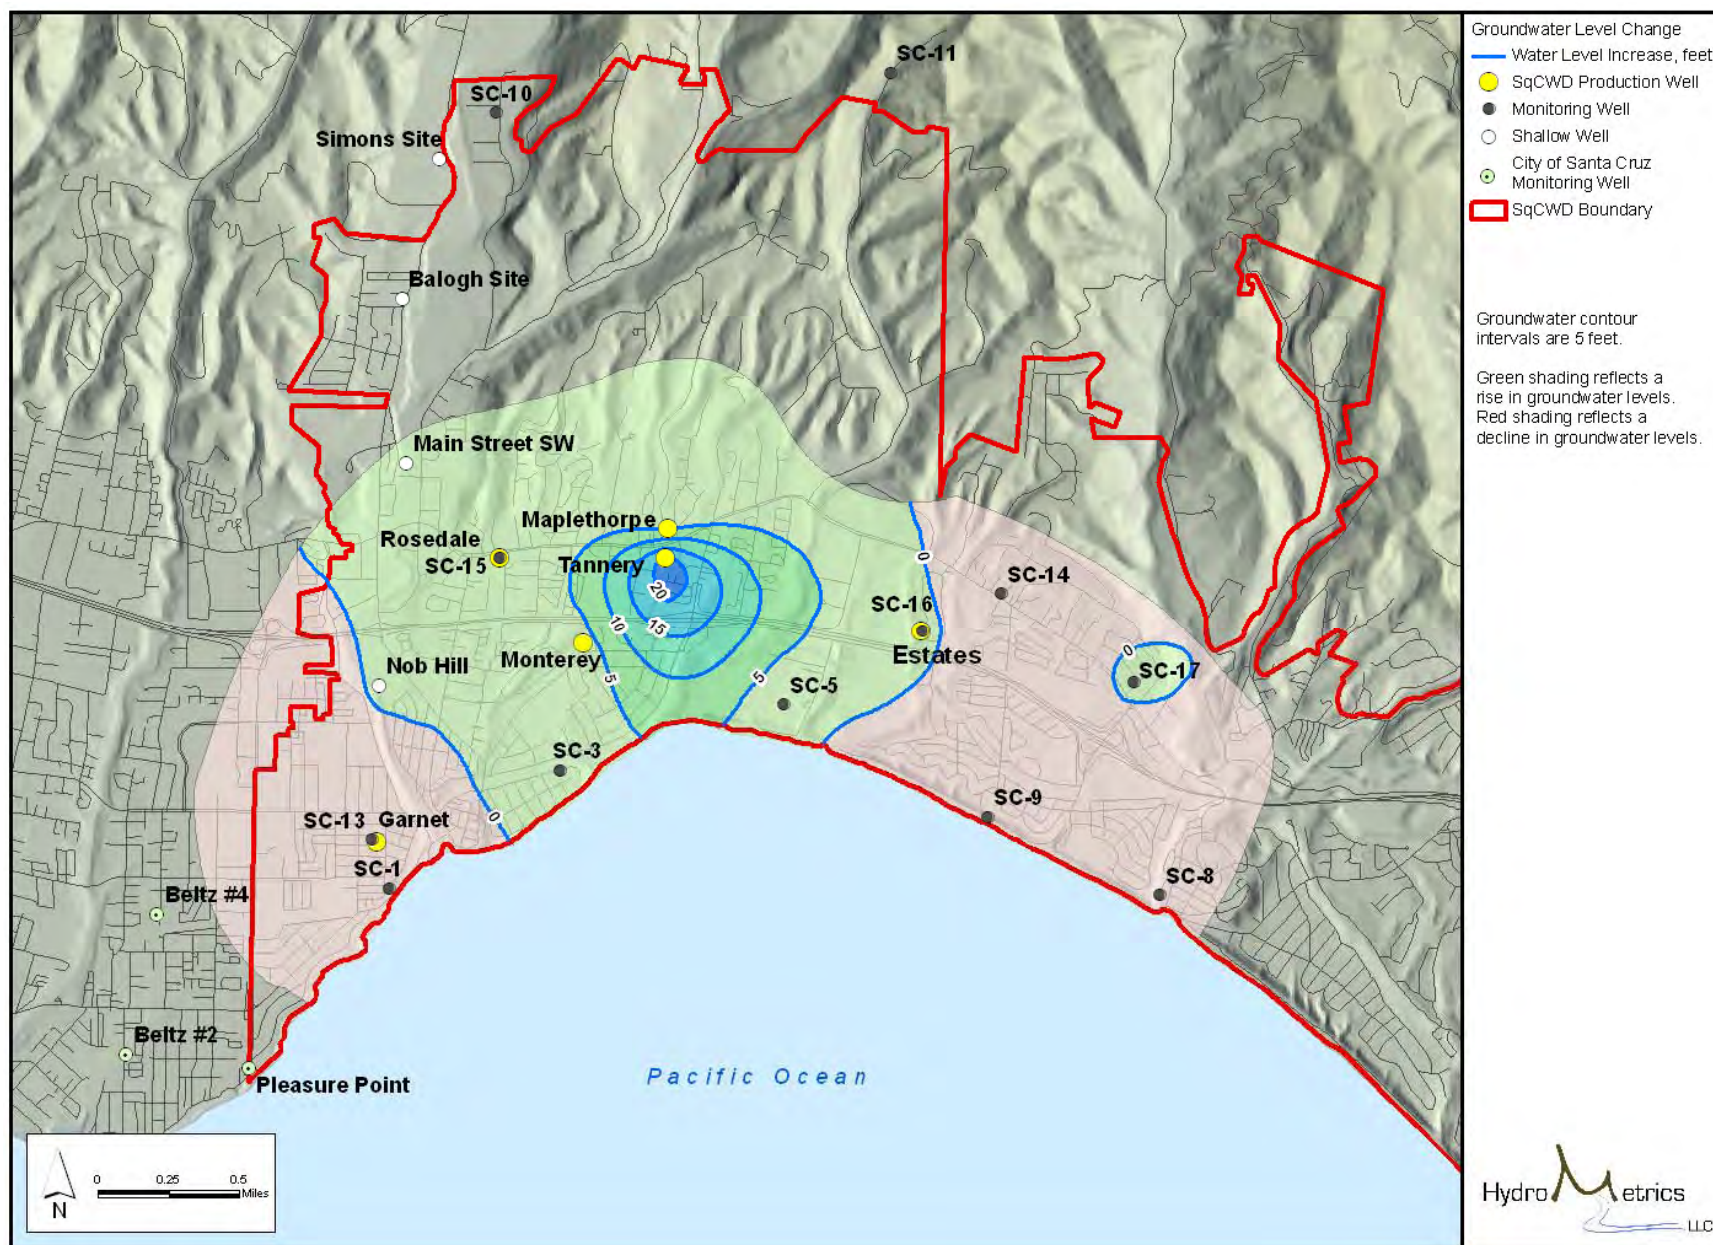 SC-11
SC-10
Simons Site
Balogh Site
Main Street SW
Maplethorpe
Rosedale
SC-15
Tannery
0
SC-14
20
SC-16
10
15
Monterey
Estates
Nob Hill
5
5
SC-5
0
SC-17
SC-3
0
SC-13 Garnet
SC-9
SC-1
SC-8
Beltz #4
Beltz #2
Pleasure Point
Pacific Ocean
N
0 0.25 0.5
Miles
Groundwater Level Change
Water Level Increase, feet
SqCWD Production Well
Monitoring Well
Shallow Well
City of Santa Cruz
Monitoring Well
SqCWD Boundary
Groundwater contour
intervals are 5 feet.
Green shading reflects a
rise in groundwater levels.
Red shading reflects a
decline in groundwater levels.
Hydro Metrics
LLC